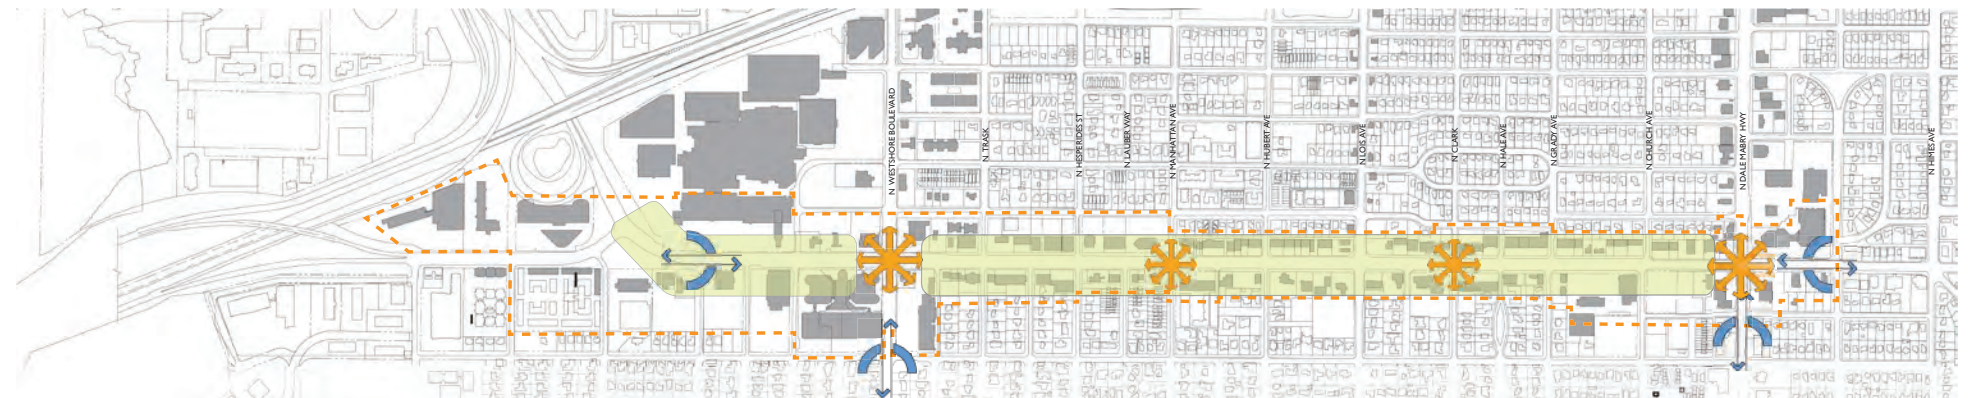 N WESTSHORE BOULEVARD
N TRASK
N HESPERIDES ST
N LAUBER WAY
N MANHATTAN AVE
N HUBERT AVE
N LOIS AVE
N CLARK
N HALE AVE
N GRADY AVE
N CHURCH AVE
N DALE MABRY HWY
N HIMES AVE